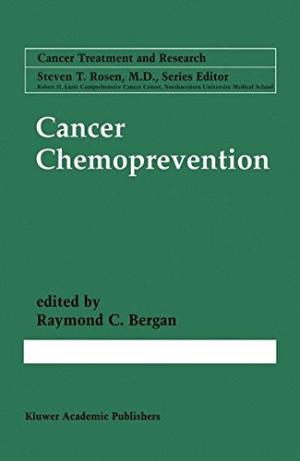 Cancer Treatment and Research
Steven T. Rosen, M.D., Series Editor
Robert H. Lurie Comprehensive Cancer Center, Northwestern University Medical School
Cancer
Chemoprevention
edited by
Raymond C. Bergan
Kluwer Academic Publishers